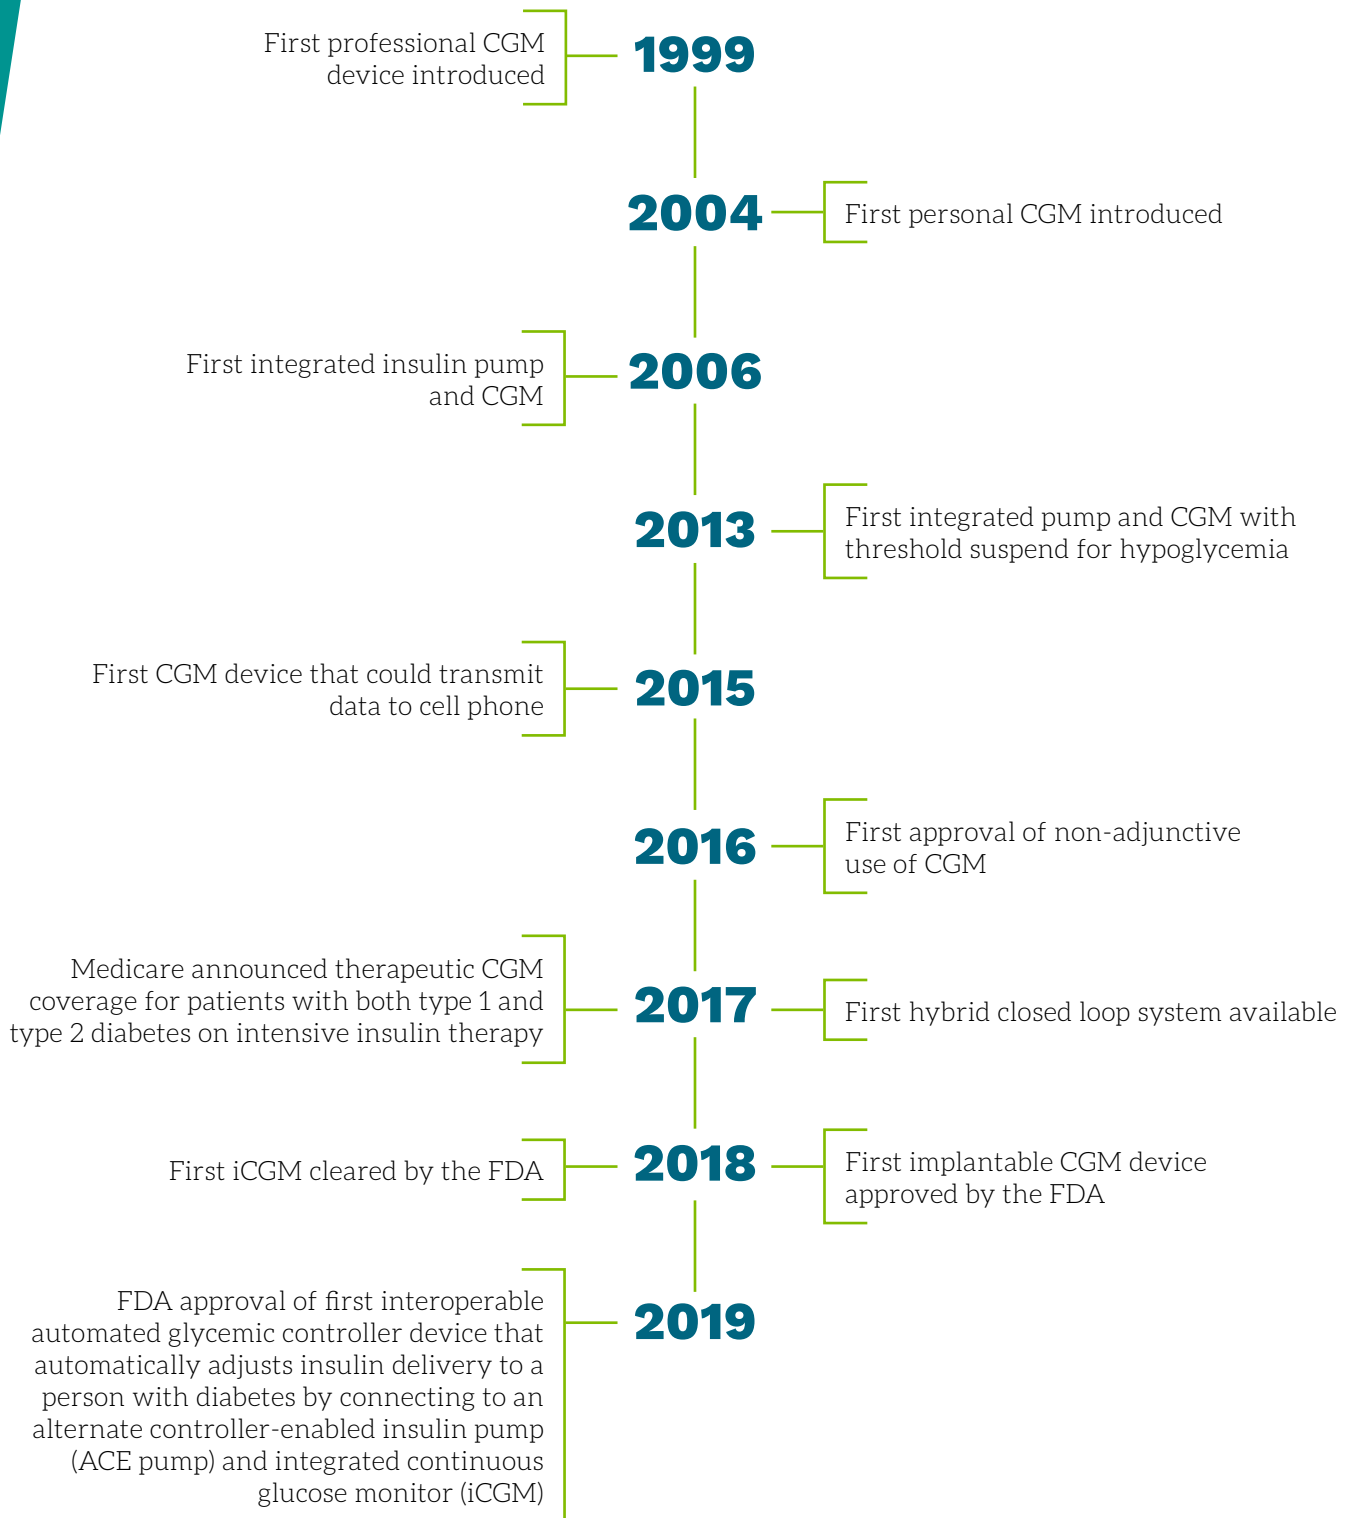 First professional CGM
device introduced
1999
2004
First personal CGM introduced
First integrated insulin pump
and CGM
2006
2013
First integrated pump and CGM with
threshold suspend for hypoglycemia
First CGM device that could transmit
data to cell phone
2015
2016
First approval of non-adjunctive
use of CGM
Medicare announced therapeutic CGM
coverage for patients with both type 1 and
type 2 diabetes on intensive insulin therapy
2017
First hybrid closed loop system available
First iCGM cleared by the FDA
2018
First implantable CGM device
approved by the FDA
FDA approval of first interoperable
automated glycemic controller device that
automatically adjusts insulin delivery to a
person with diabetes by connecting to an
alternate controller-enabled insulin pump
(ACE pump) and integrated continuous
glucose monitor (iCGM)
2019